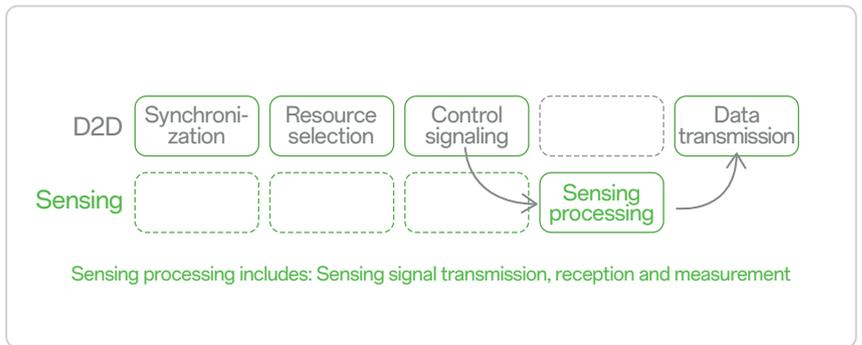 D2D
Synchroni-
zation
Resource
selection
Control
signaling
Data
transmission
Sensing
Sensing
processing
Sensing processing includes: Sensing signal transmission, reception and measurement